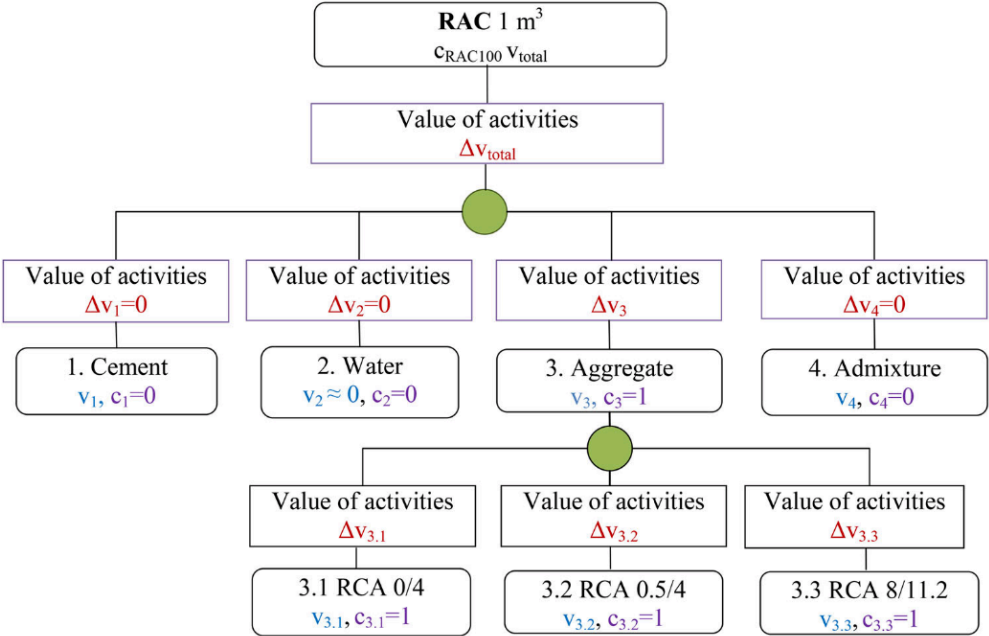 RAC 1 m³
c_RAC100 v_total
Value of activities
Δv_total
Value of activities
Δv₁=0
Value of activities
Δv₂=0
Value of activities
Δv₃
Value of activities
Δv₄=0
1. Cement
v₁, c₁=0
2. Water
v₂ ≈ 0, c₂=0
3. Aggregate
v₃, c₃=1
4. Admixture
v₄, c₄=0
Value of activities
Δv₃.₁
Value of activities
Δv₃.₂
Value of activities
Δv₃.₃
3.1 RCA 0/4
v₃.₁, c₃.₁=1
3.2 RCA 0.5/4
v₃.₂, c₃.₂=1
3.3 RCA 8/11.2
v₃.₃, c₃.₃=1